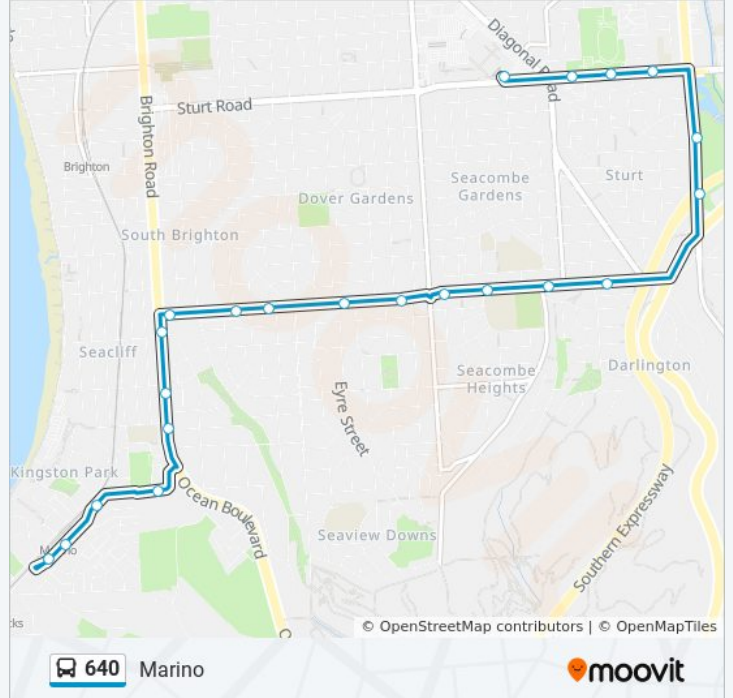 Diagonal Road
Sturt Road
Brighton Road
Brighton
Seacombe
Gardens
Sturt
Dover Gardens
South Brighton
Seacliff
Darlington
Seacombe
Heights
Eyre Street
Kingston Park
Ocean Boulevard
Seaview Downs
Southern Expressway
cks
© OpenStreetMap contributors | © OpenMapTiles
640 Marino
moovit